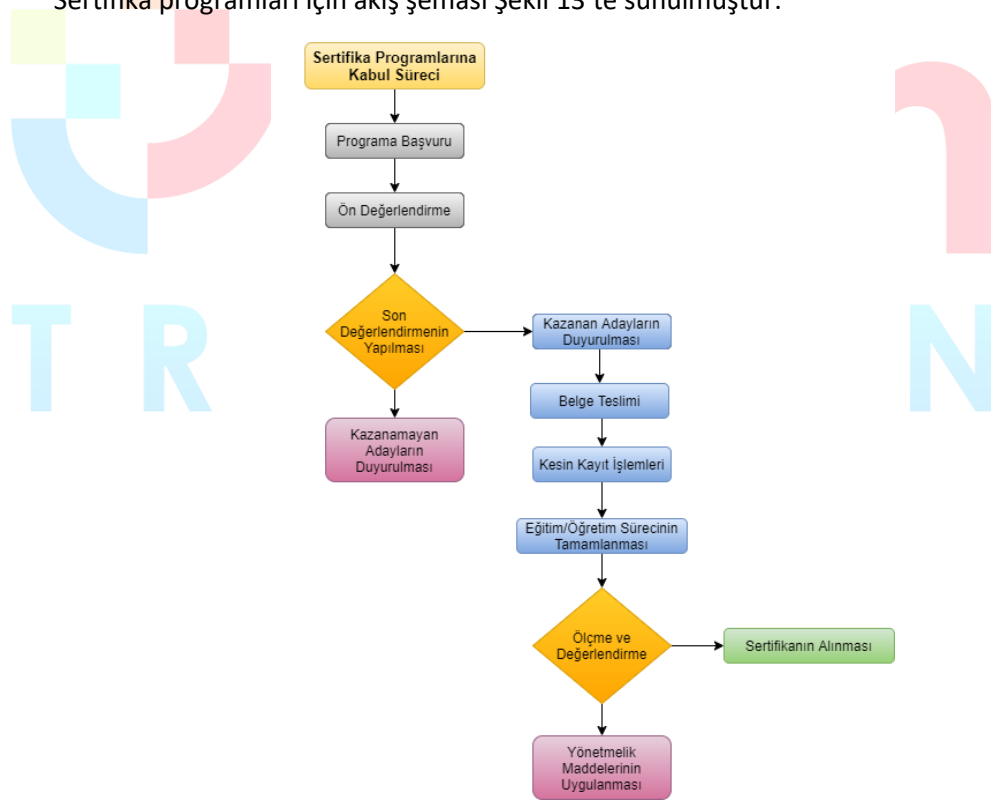 Sertifika programları için akış şeması Şekil 13'te sunulmuştur.
Sertifika Programlarına
Kabul Süreci
Programa Başvuru
Ön Değerlendirme
Son
Değerlendirmenin
Yapılması
Kazanan Adayların
Duyurulması
Belge Teslimi
Kazanamayan
Adayların
Duyurulması
Kesin Kayıt İşlemleri
Eğitim/Öğretim Sürecinin
Tamamlanması
Ölçme ve
Değerlendirme
Sertifikanın Alınması
Yönetmelik
Maddelerinin
Uygulanması
T R
N